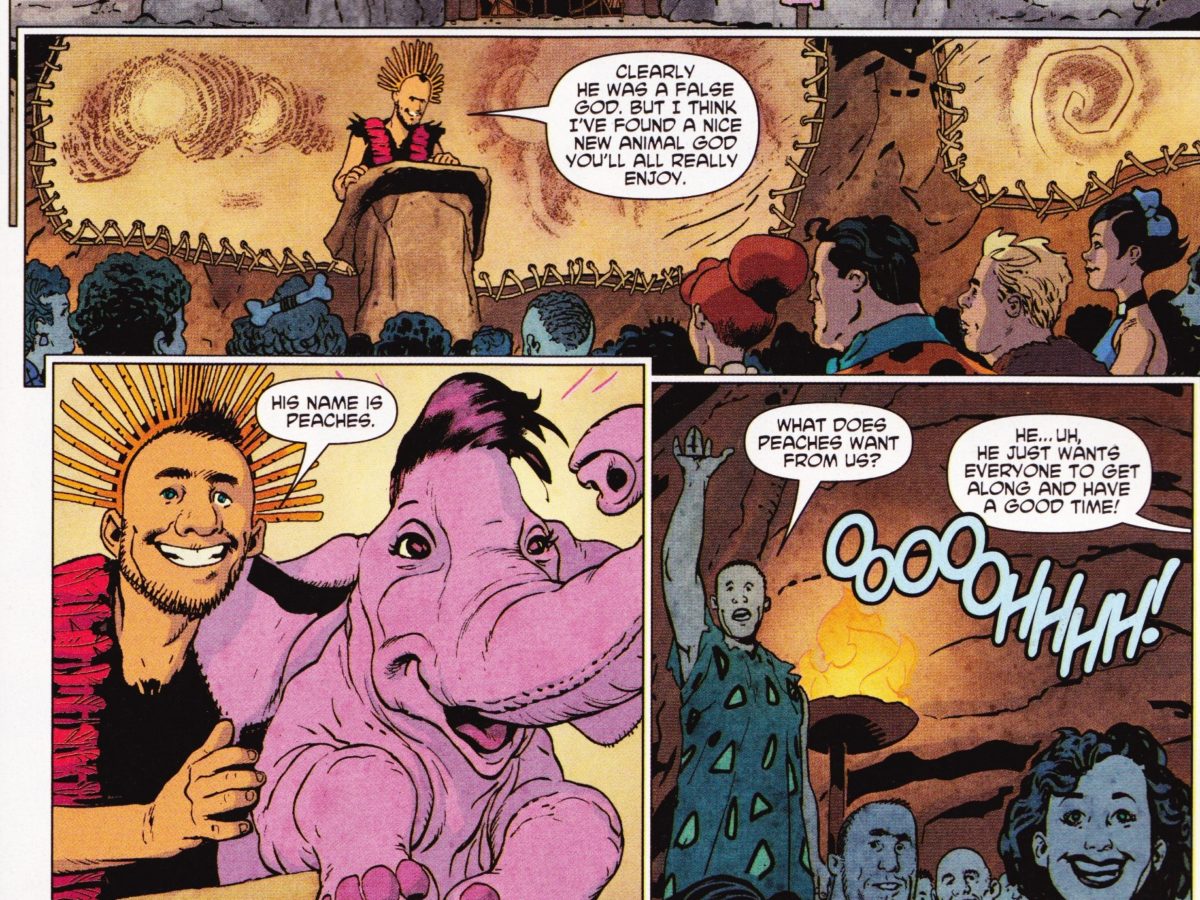 CLEARLY
HE WAS A FALSE
GOD. BUT I THINK
I'VE FOUND A NICE
NEW ANIMAL GOD
YOU'LL ALL REALLY
ENJOY.
HIS NAME IS
PEACHES.
WHAT DOES
PEACHES WANT
FROM US?
HE...UH,
HE JUST WANTS
EVERYONE TO GET
ALONG AND HAVE
A GOOD TIME!
OOOOOHHHH!